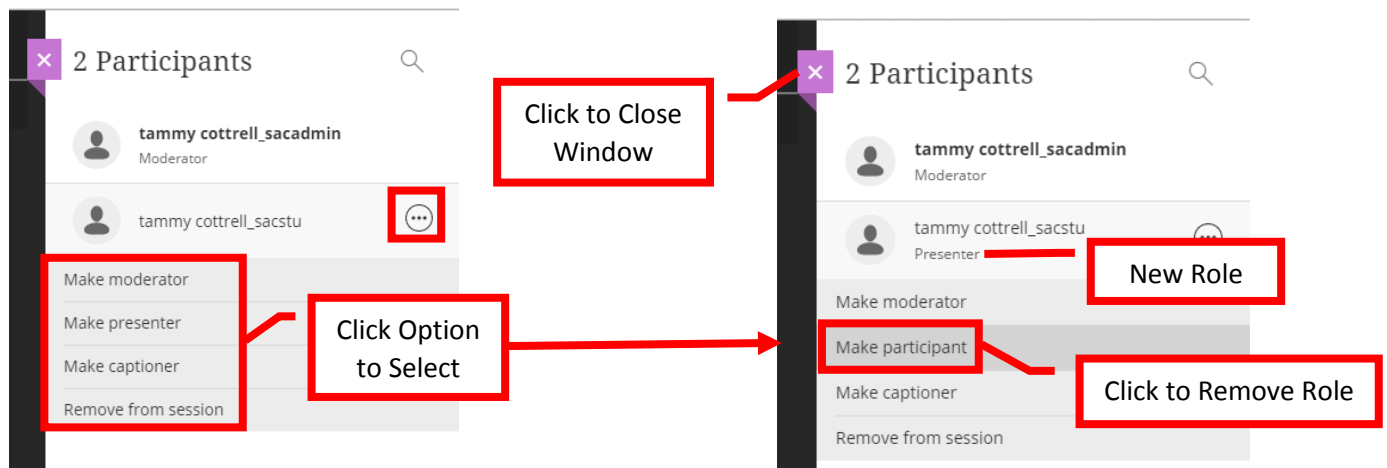 2 Participants
tammy cottrell_sacadmin
Moderator
tammy cottrell_sacstu
Make moderator
Make presenter
Make captioner
Remove from session
Click Option
to Select
Click to Close
Window
2 Participants
tammy cottrell_sacadmin
Moderator
tammy cottrell_sacstu
Presenter
New Role
Make moderator
Make participant
Make captioner
Remove from session
Click to Remove Role